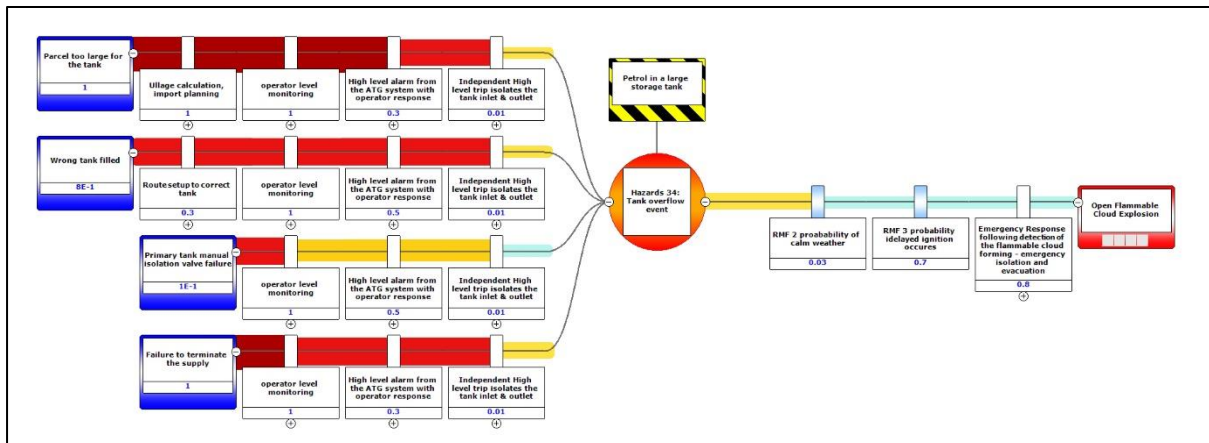 Parcel too large for
the tank
1
Ullage calculation,
import planning
1
operator level
monitoring
1
High level alarm from
the ATG system with
operator response
0.3
Independent High
level trip isolates the
tank inlet & outlet
0.01
Wrong tank filled
8E-1
Route setup to correct
tank
0.3
operator level
monitoring
1
High level alarm from
the ATG system with
operator response
0.5
Independent High
level trip isolates the
tank inlet & outlet
0.01
Primary tank manual
isolation valve failure
1E-1
operator level
monitoring
1
High level alarm from
the ATG system with
operator response
0.5
Independent High
level trip isolates the
tank inlet & outlet
0.01
Failure to terminate
the supply
1
operator level
monitoring
1
High level alarm from
the ATG system with
operator response
0.3
Independent High
level trip isolates the
tank inlet & outlet
0.01
Petrol in a large
storage tank
Hazards 34:
Tank overflow
event
RMF 2 proabability of
calm weather
0.03
RMF 3 probability
idelayed ignition
occures
0.7
Emergency Response
following detection of
the flammable cloud
forming - emergency
isolation and
evacuation
0.8
Open Flammable
Cloud Explosion